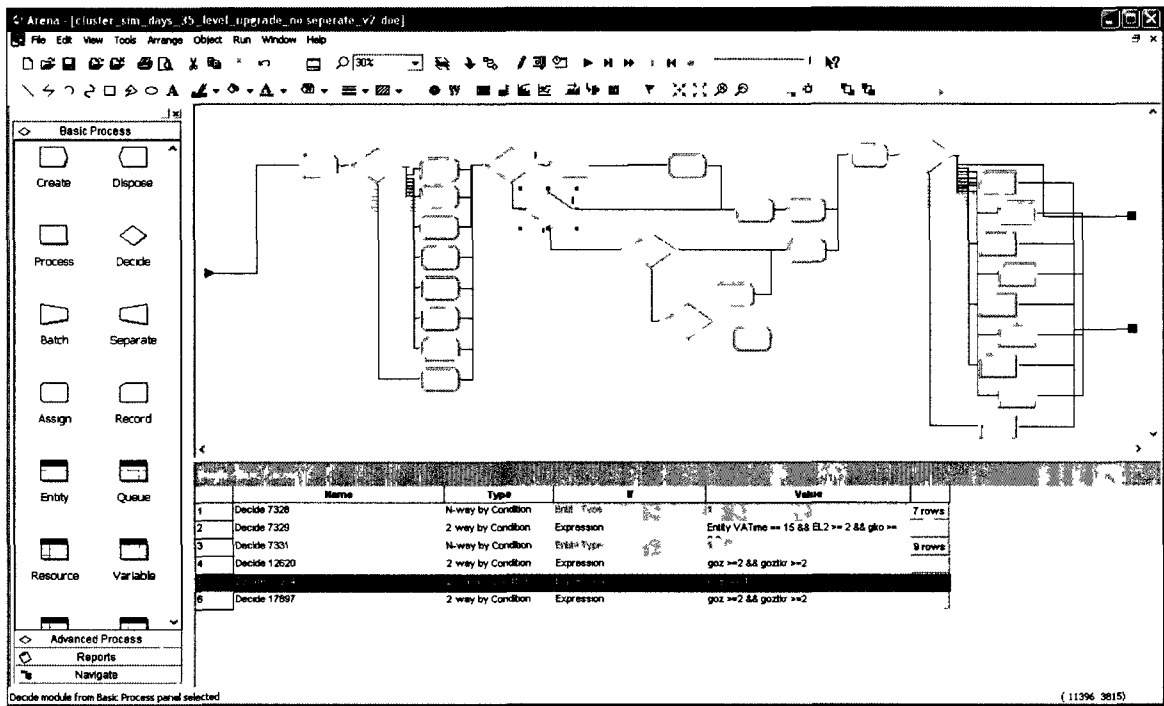 Arena - [cluster_sim_days_35_level_upgrade_no seperate_v2 doe]
File Edit View Tools Arrange Object Run Window Help
30%
Basic Process
Create Dispose
Process Decide
Batch Separate
Assign Record
Entity Queue
Resource Variable
Advanced Process
Reports
Navigate
Name Type If Value
1 Decide 7328 N-way by Condition Entity Type 1 7 rows
2 Decide 7329 2 way by Condition Expression Entity VATime == 15 && EL2 >= 2 && gko >=
3 Decide 7331 N-way by Condition Entity Type 9 rows
4 Decide 12620 2 way by Condition Expression goz >=2 && goztkr >=2
6 Decide 17897 2 way by Condition Expression goz >=2 && goztkr >=2
Decide module from Basic Process panel selected ( 11396 3815)